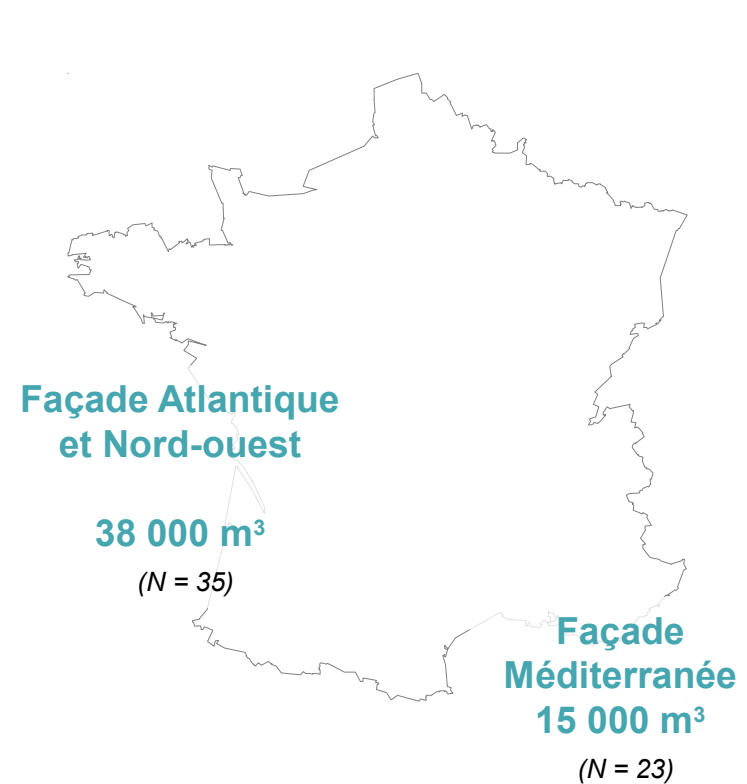 Façade Atlantique
et Nord-ouest
38 000 m³
(N = 35)
Façade
Méditerranée
15 000 m³
(N = 23)